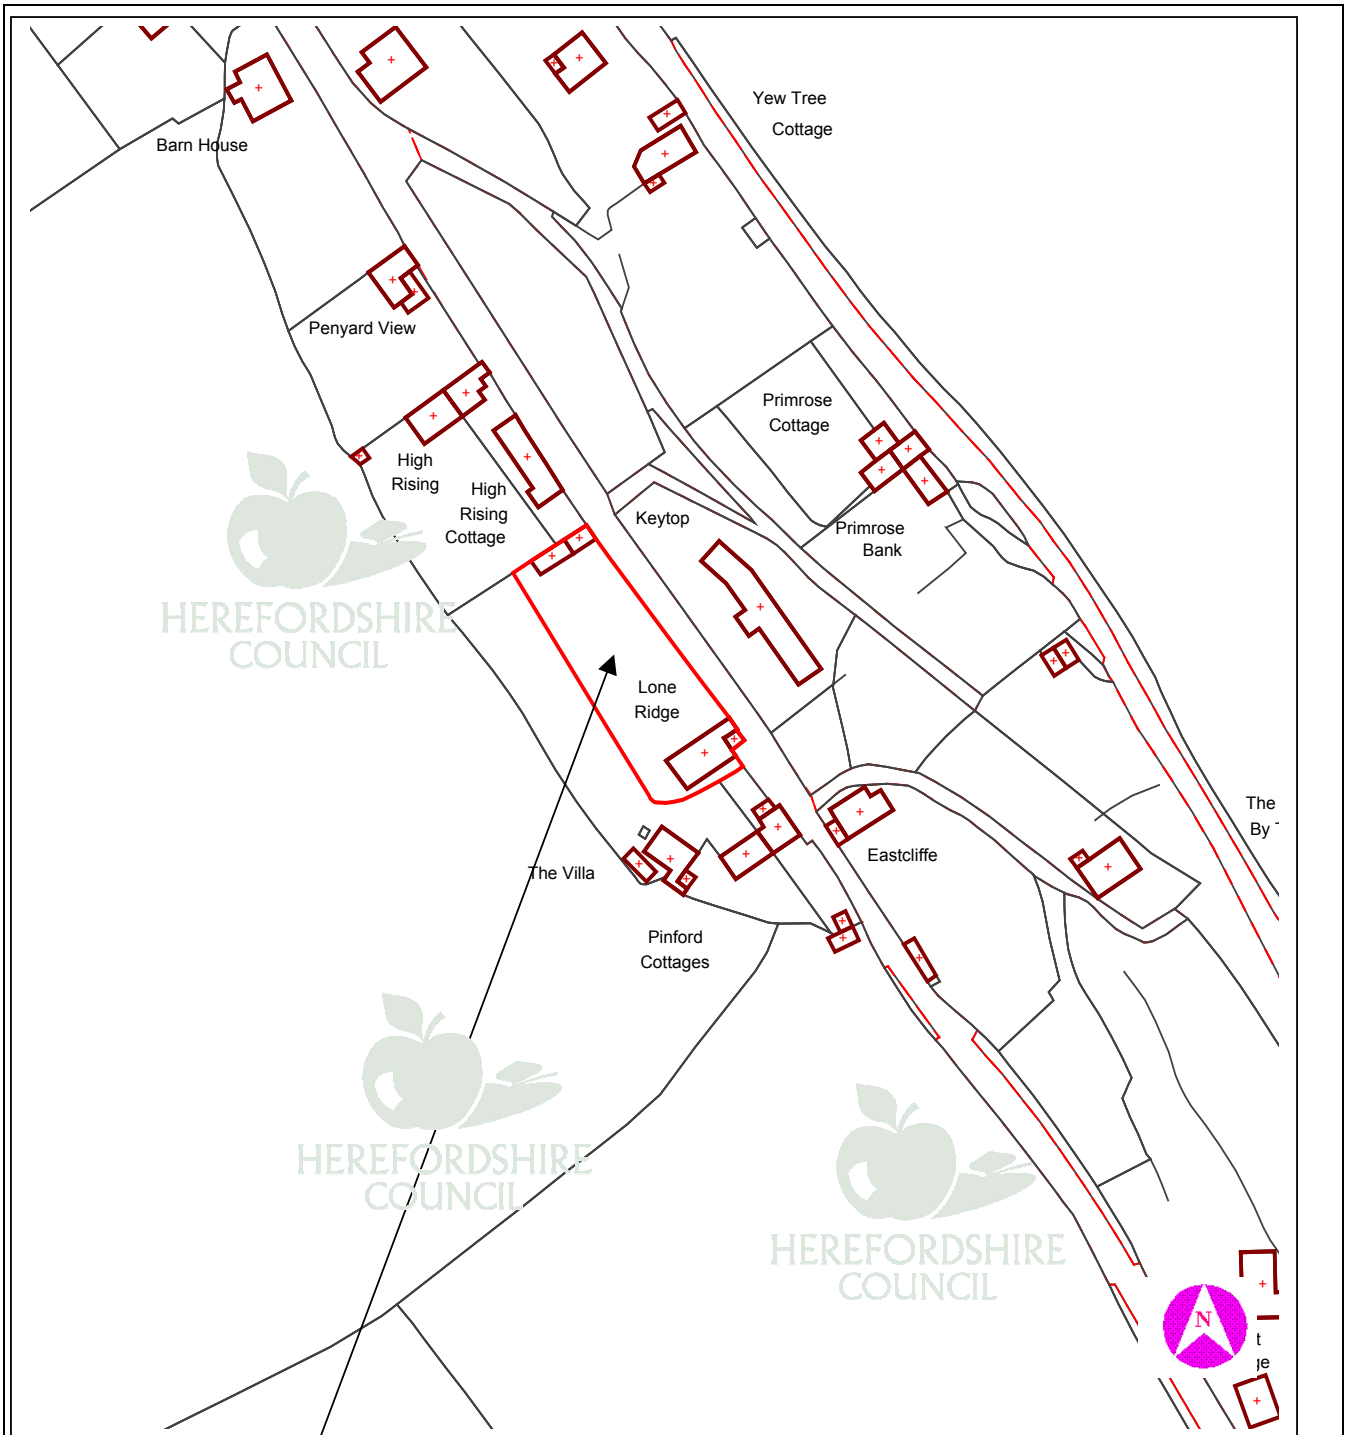 Yew Tree
Cottage
Barn House
Penyard View
Primrose
Cottage
High
Rising
High
Rising
Cottage
Keytop
Primrose
Bank
HEREFORDSHIRE
COUNCIL
Lone
Ridge
The
By
Eastcliffe
The Villa
Pinford
Cottages
HEREFORDSHIRE
COUNCIL
HEREFORDSHIRE
COUNCIL
N
t
ge